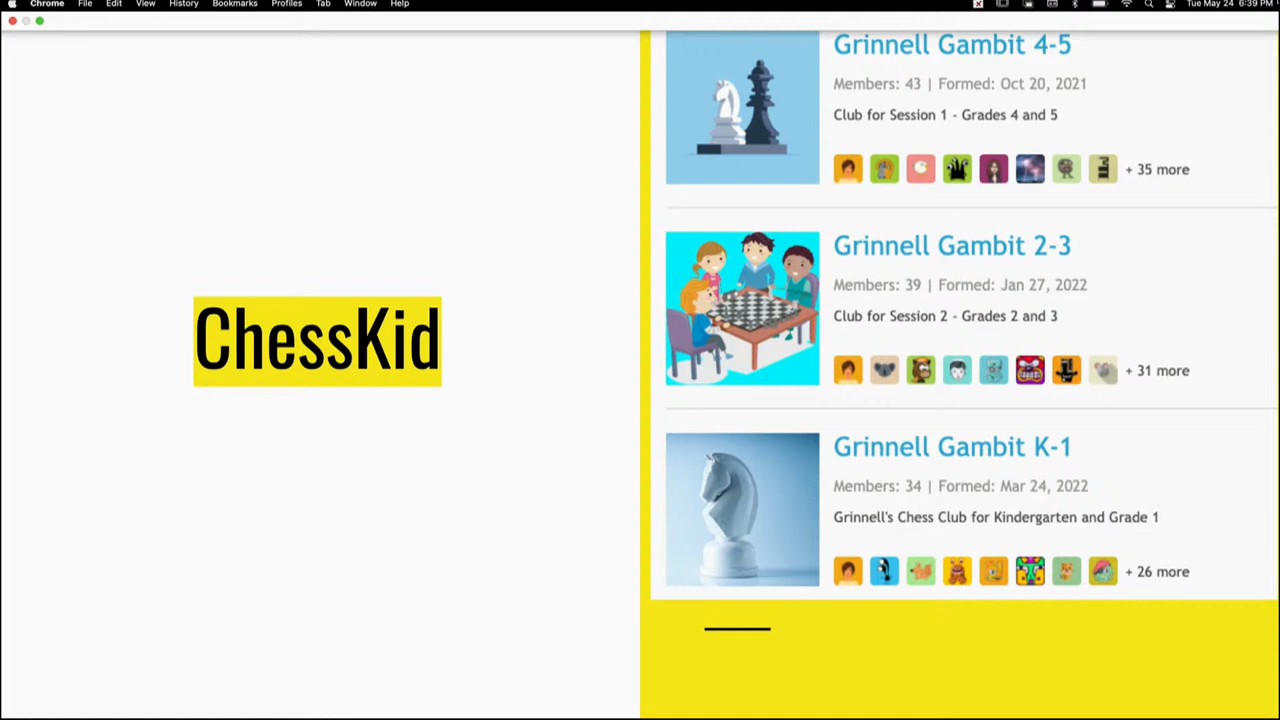 Chrome File Edit View History Bookmarks Profiles Tab Window Help Tue May 24 6:39 PM
ChessKid
Grinnell Gambit 4-5
Members: 43 | Formed: Oct 20, 2021
Club for Session 1 - Grades 4 and 5
+ 35 more
Grinnell Gambit 2-3
Members: 39 | Formed: Jan 27, 2022
Club for Session 2 - Grades 2 and 3
+ 31 more
Grinnell Gambit K-1
Members: 34 | Formed: Mar 24, 2022
Grinnell's Chess Club for Kindergarten and Grade 1
+ 26 more